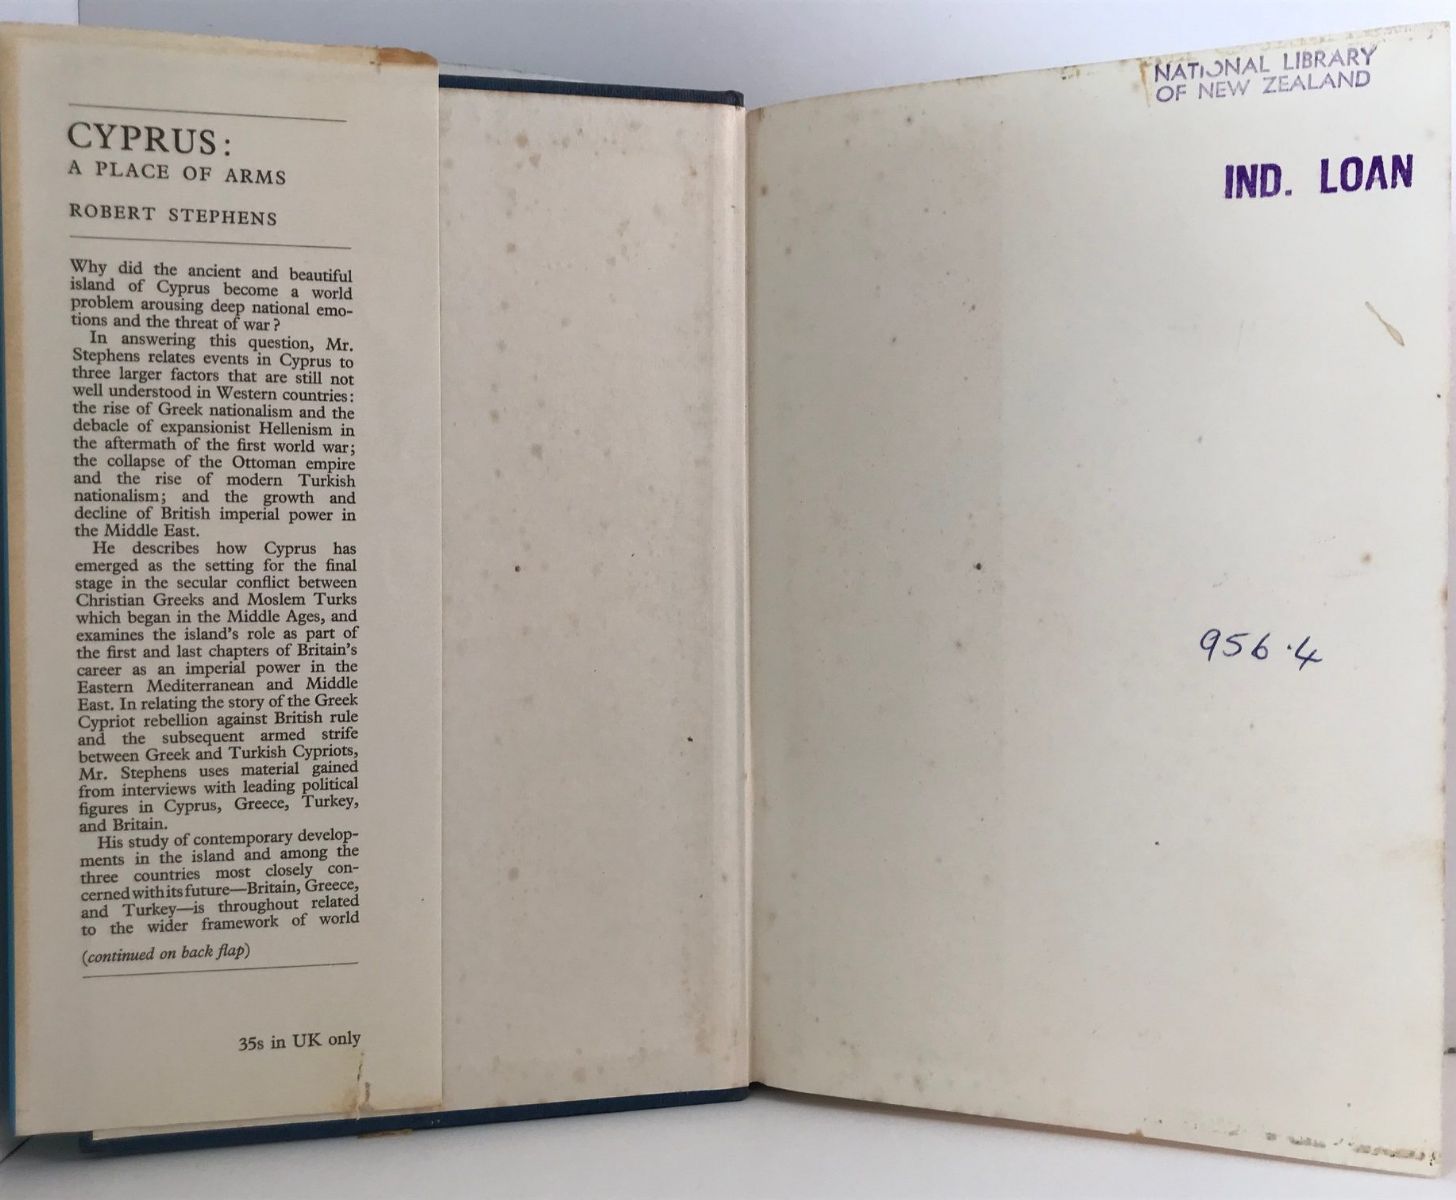 CYPRUS:
A PLACE OF ARMS
ROBERT STEPHENS
Why did the ancient and beautiful
island of Cyprus become a world
problem arousing deep national emo-
tions and the threat of war?
In answering this question, Mr.
Stephens relates events in Cyprus to
three larger factors that are still not
well understood in Western countries:
the rise of Greek nationalism and the
debacle of expansionist Hellenism in
the aftermath of the first world war;
the collapse of the Ottoman empire
and the rise of modern Turkish
nationalism; and the growth and
decline of British imperial power in
the Middle East.
He describes how Cyprus has
emerged as the setting for the final
stage in the secular conflict between
Christian Greeks and Moslem Turks
which began in the Middle Ages, and
examines the island's role as part of
the first and last chapters of Britain's
career as an imperial power in the
Eastern Mediterranean and Middle
East. In relating the story of the Greek
Cypriot rebellion against British rule
and the subsequent armed strife
between Greek and Turkish Cypriots,
Mr. Stephens uses material gained
from interviews with leading political
figures in Cyprus, Greece, Turkey,
and Britain.
His study of contemporary develop-
ments in the island and among the
three countries most closely con-
cerned with its future—Britain, Greece,
and Turkey—is throughout related
to the wider framework of world
(continued on back flap)
35s in UK only
NATIONAL LIBRARY
OF NEW ZEALAND
IND. LOAN
956.4